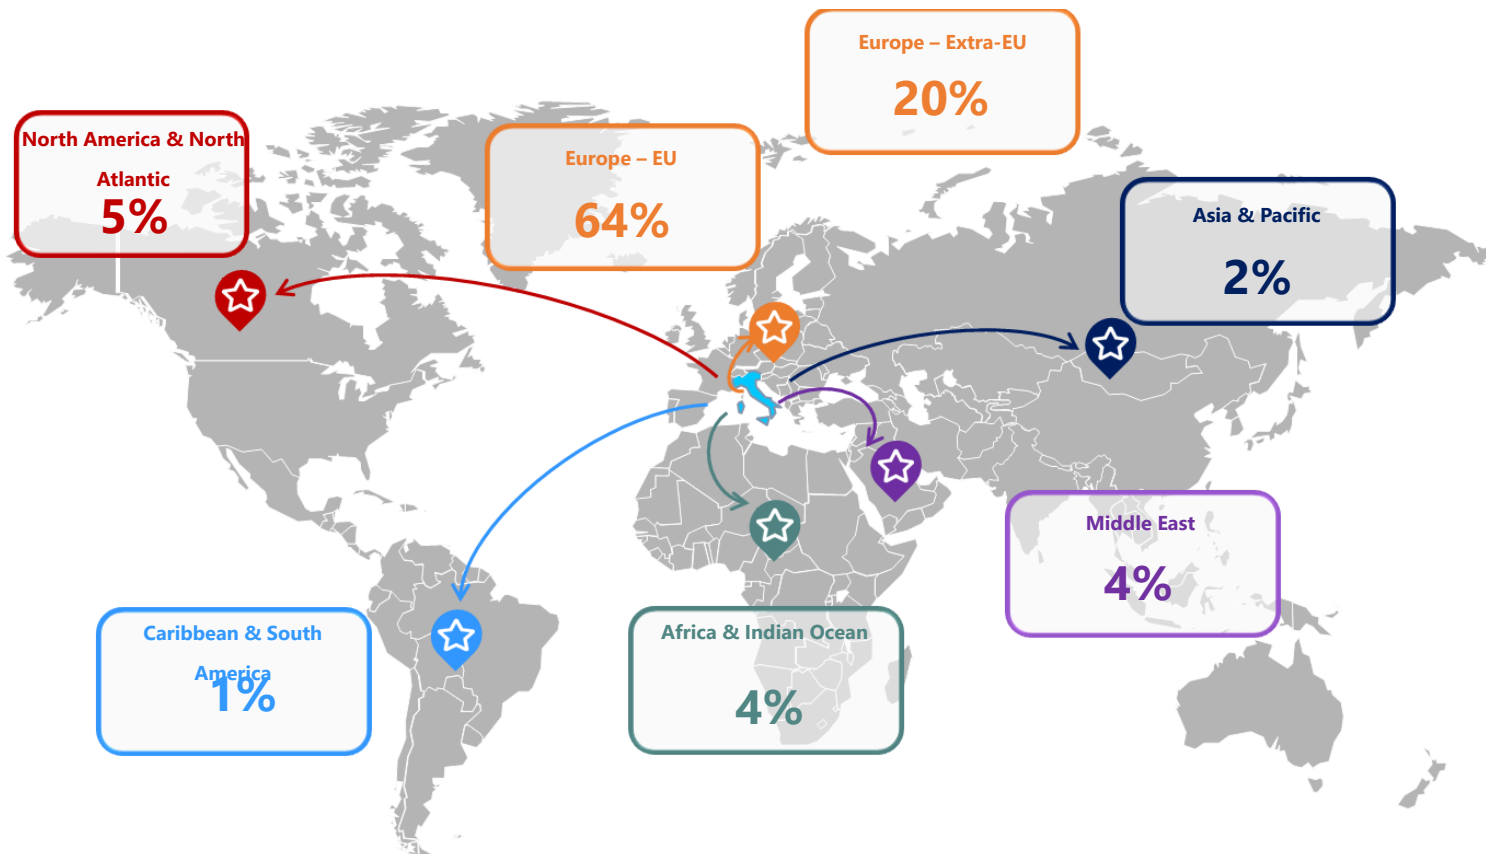 Europe – Extra-EU
20%
North America & North
Atlantic
5%
Europe – EU
64%
Asia & Pacific
2%
Middle East
4%
Caribbean & South
America
1%
Africa & Indian Ocean
4%